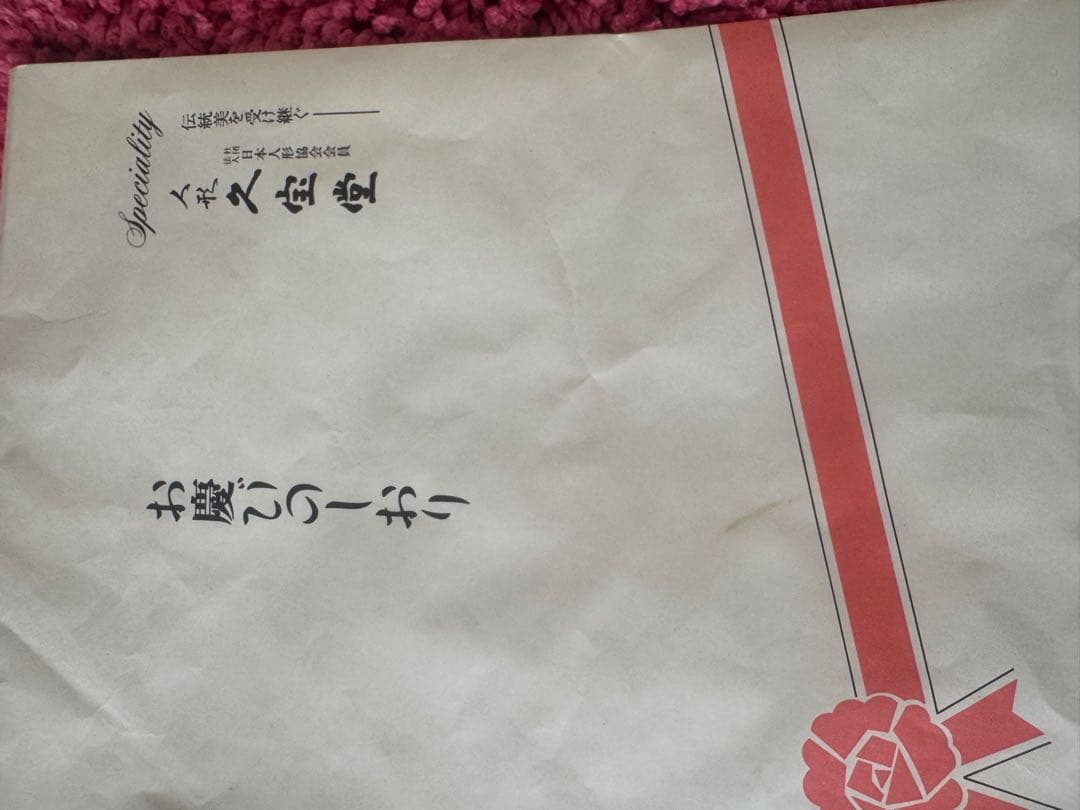 Speciality
伝統美を受け継ぐ――
社団法人 日本人形協会会員
人形 久宝堂
お慶びのしおり